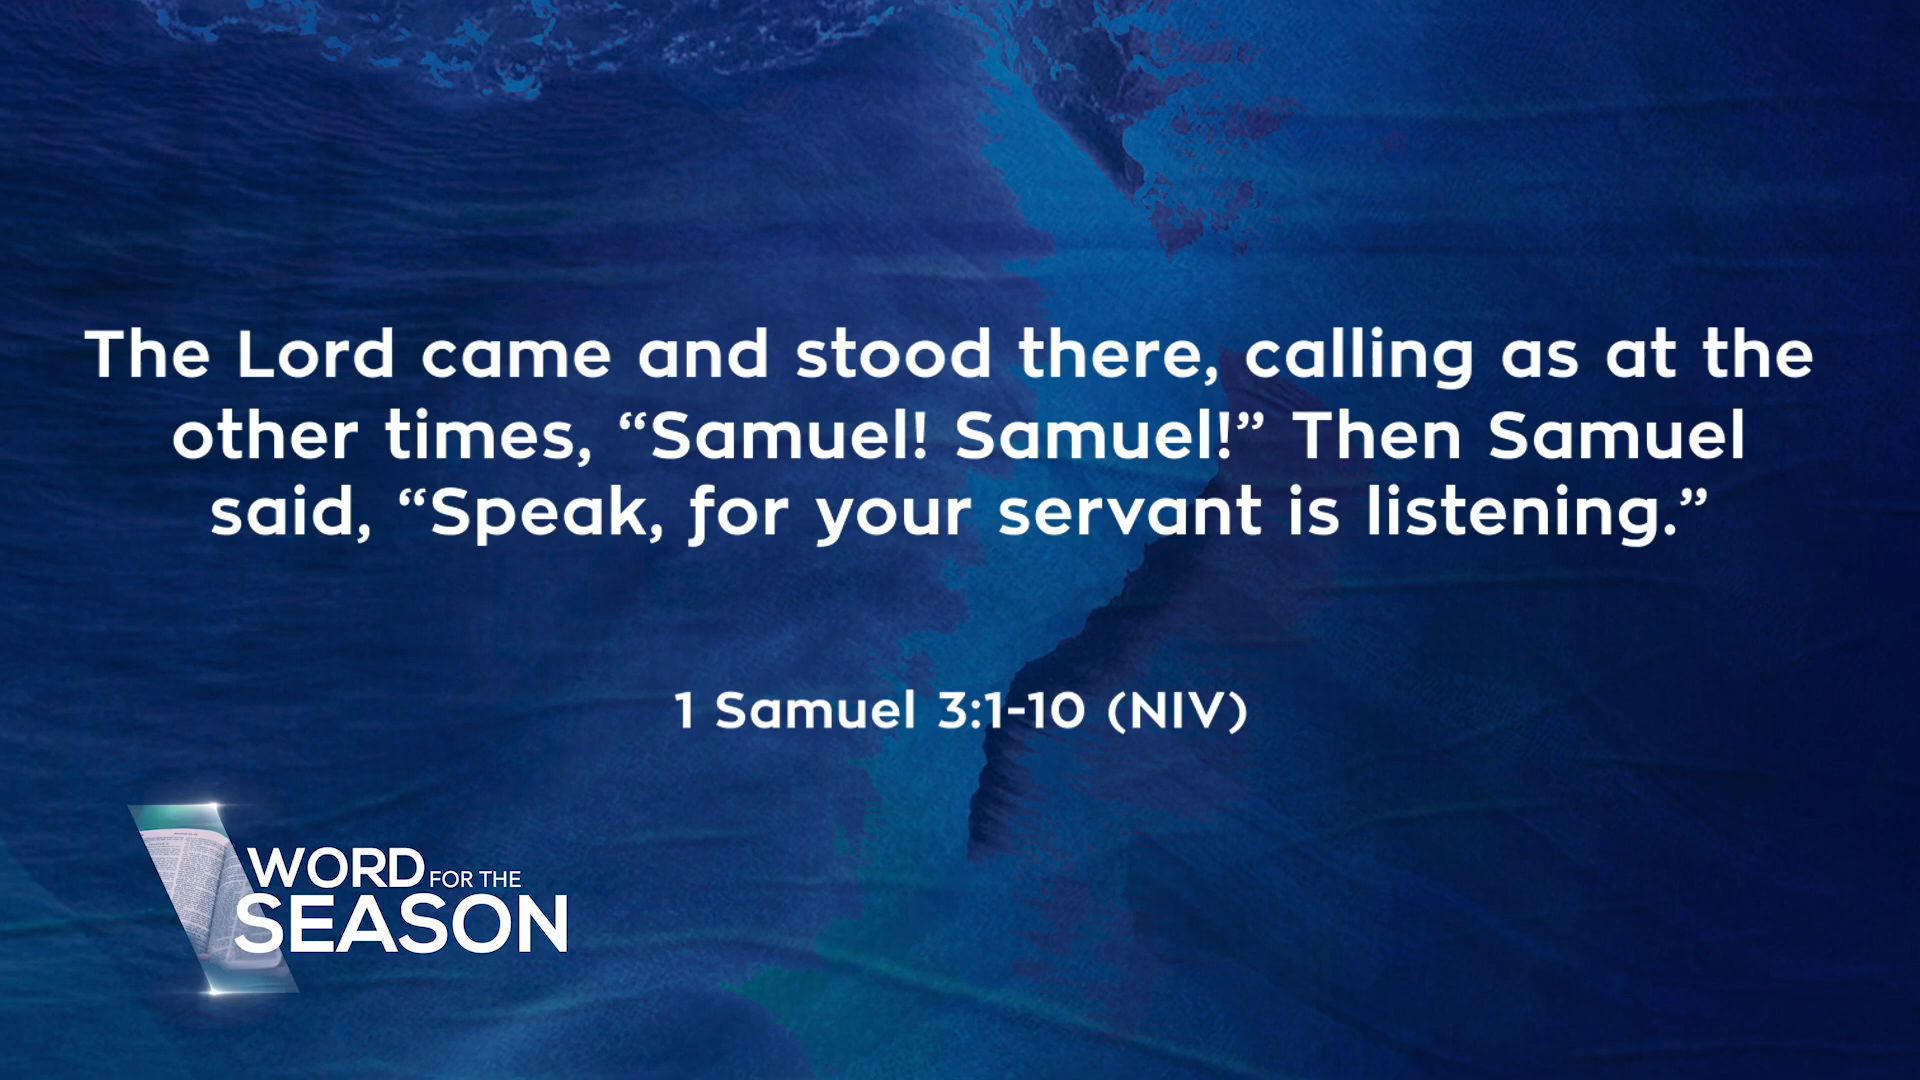 The Lord came and stood there, calling as at the
other times, “Samuel! Samuel!” Then Samuel
said, “Speak, for your servant is listening.”
1 Samuel 3:1-10 (NIV)
WORD FOR THE
SEASON